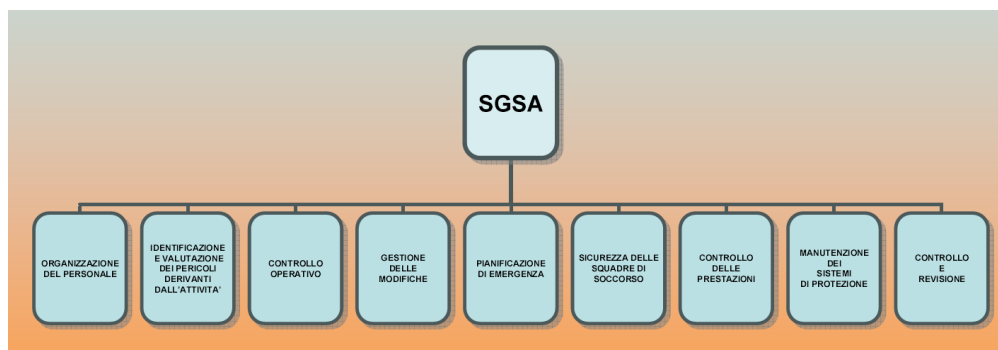 SGSA
ORGANIZZAZIONE
DEL PERSONALE
IDENTIFICAZIONE
E VALUTAZIONE
DEI PERICOLI
DERIVANTI
DALL'ATTIVITA'
CONTROLLO
OPERATIVO
GESTIONE
DELLE
MODIFICHE
PIANIFICAZIONE
DI EMERGENZA
SICUREZZA DELLE
SQUADRE DI
SOCCORSO
CONTROLLO
DELLE
PRESTAZIONI
MANUTENZIONE
DEI
SISTEMI
DI PROTEZIONE
CONTROLLO
E
REVISIONE